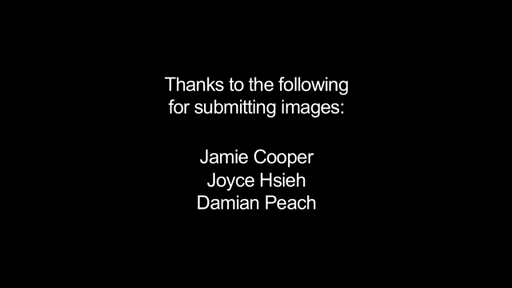 Thanks to the following
for submitting images:
Jamie Cooper
Joyce Hsieh
Damian Peach